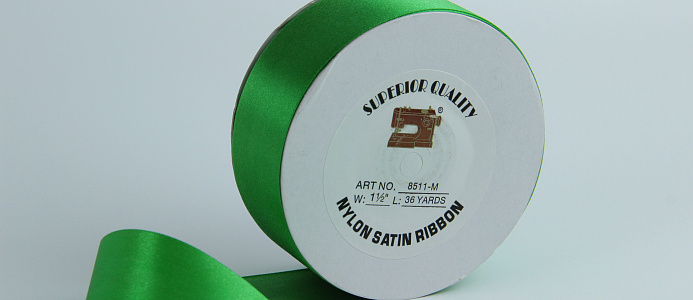 SUPERIOR QUALITY
®
ART NO. 8511-M
W: 1½" L: 36 YARDS
NYLON SATIN RIBBON